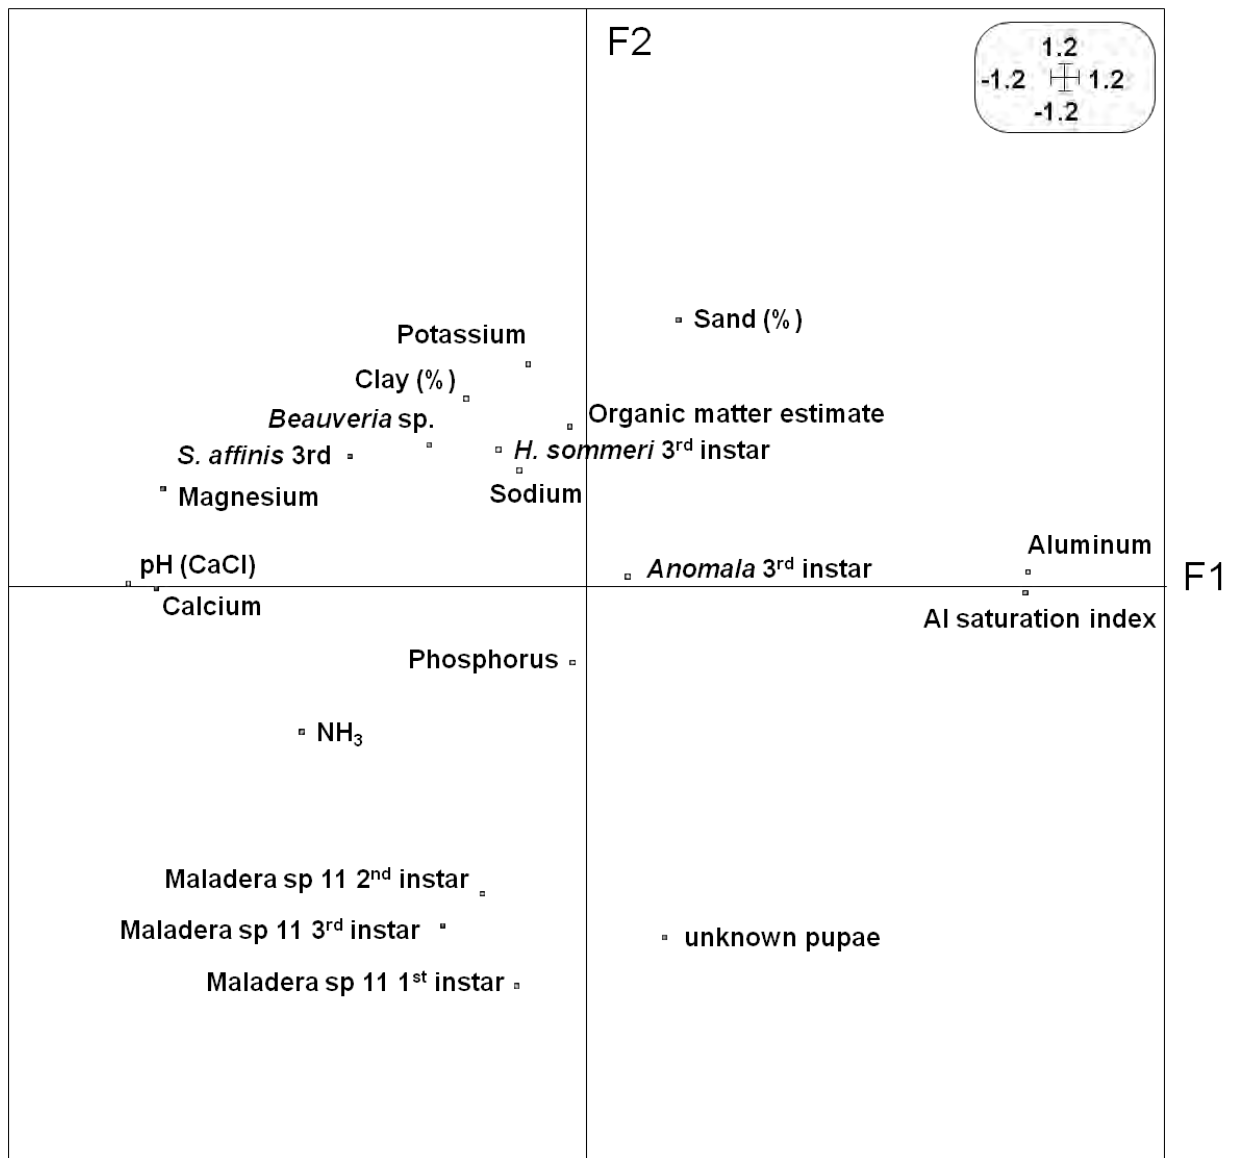 F2
1.2
-1.2 1.2
-1.2
Sand (%)
Potassium
Clay (%)
Beauveria sp.
Organic matter estimate
S. affinis 3rd
H. sommeri 3rd instar
Magnesium
Sodium
pH (CaCl)
Calcium
Anomala 3rd instar
Aluminum
F1
Al saturation index
Phosphorus
NH3
Maladera sp 11 2nd instar
Maladera sp 11 3rd instar
unknown pupae
Maladera sp 11 1st instar